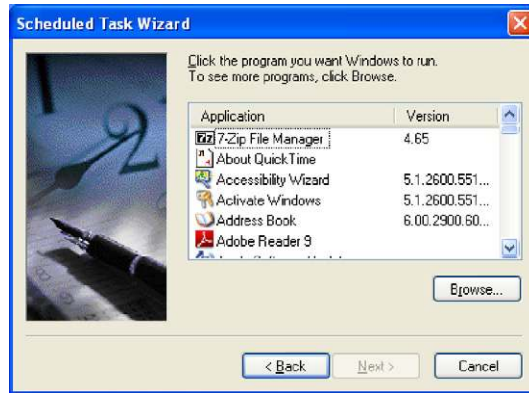 Scheduled Task Wizard
Click the program you want Windows to run.
To see more programs, click Browse.
Application Version
7-Zip File Manager 4.65
About QuickTime
Accessibility Wizard 5.1.2600.551...
Activate Windows 5.1.2600.551...
Address Book 6.00.2900.60...
Adobe Reader 9
Browse...
< Back Next > Cancel